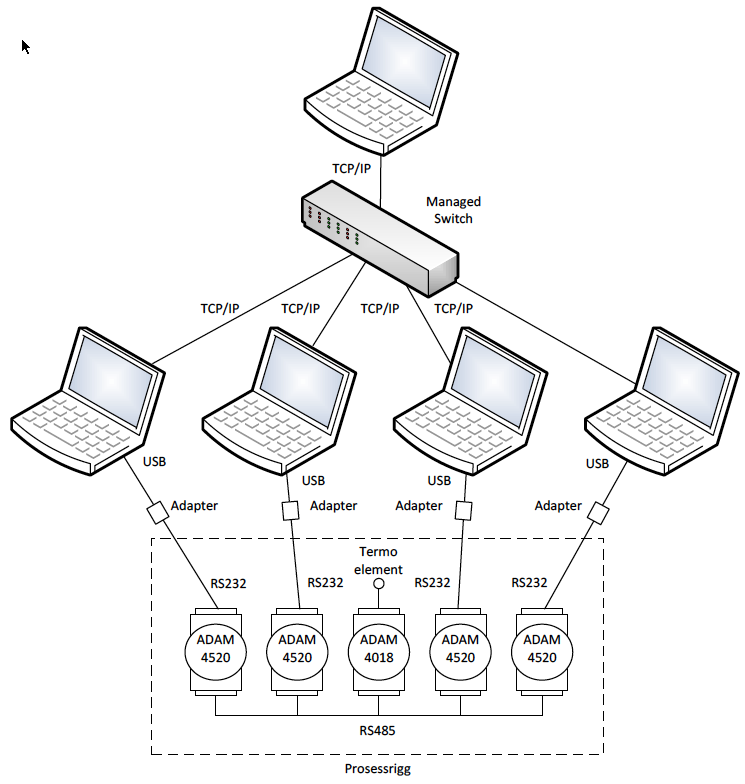 TCP/IP
Managed
Switch
TCP/IP
TCP/IP
TCP/IP
TCP/IP
USB
USB
USB
USB
Adapter
Adapter
Adapter
Adapter
Termo
element
RS232
RS232
RS232
RS232
ADAM
4520
ADAM
4520
ADAM
4018
ADAM
4520
ADAM
4520
RS485
Prosessrigg